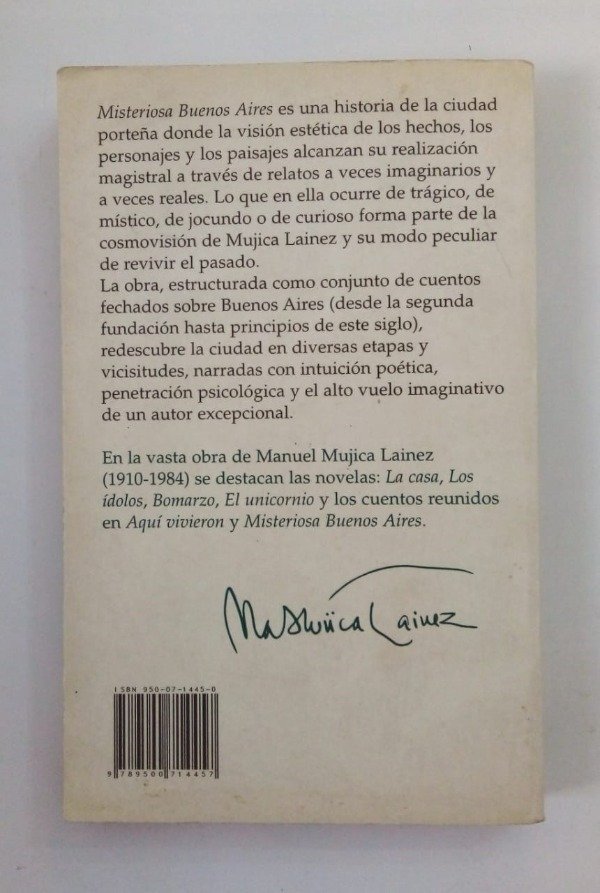 Misteriosa Buenos Aires es una historia de la ciudad
porteña donde la visión estética de los hechos, los
personajes y los paisajes alcanzan su realización
magistral a través de relatos a veces imaginarios y
a veces reales. Lo que en ella ocurre de trágico, de
místico, de jocundo o de curioso forma parte de la
cosmovisión de Mujica Lainez y su modo peculiar
de revivir el pasado.
La obra, estructurada como conjunto de cuentos
fechados sobre Buenos Aires (desde la segunda
fundación hasta principios de este siglo),
redescubre la ciudad en diversas etapas y
vicisitudes, narradas con intuición poética,
penetración psicológica y el alto vuelo imaginativo
de un autor excepcional.
En la vasta obra de Manuel Mujica Lainez
(1910-1984) se destacan las novelas: La casa, Los
ídolos, Bomarzo, El unicornio y los cuentos reunidos
en Aquí vivieron y Misteriosa Buenos Aires.
Lainez
ISBN 950-07-1445-0
9 789500 714457